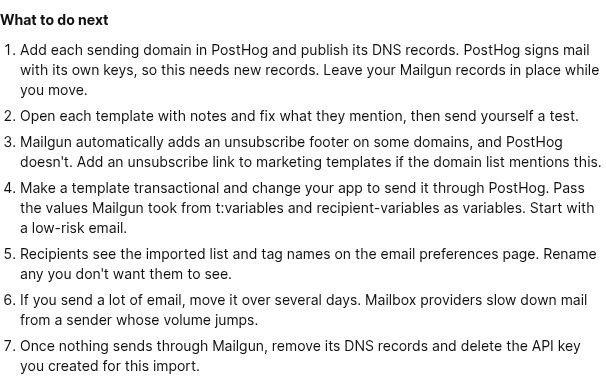 What to do next
1. Add each sending domain in PostHog and publish its DNS records. PostHog signs mail
with its own keys, so this needs new records. Leave your Mailgun records in place while
you move.
2. Open each template with notes and fix what they mention, then send yourself a test.
3. Mailgun automatically adds an unsubscribe footer on some domains, and PostHog
doesn't. Add an unsubscribe link to marketing templates if the domain list mentions this.
4. Make a template transactional and change your app to send it through PostHog. Pass
the values Mailgun took from t:variables and recipient-variables as variables. Start with
a low-risk email.
5. Recipients see the imported list and tag names on the email preferences page. Rename
any you don't want them to see.
6. If you send a lot of email, move it over several days. Mailbox providers slow down mail
from a sender whose volume jumps.
7. Once nothing sends through Mailgun, remove its DNS records and delete the API key
you created for this import.